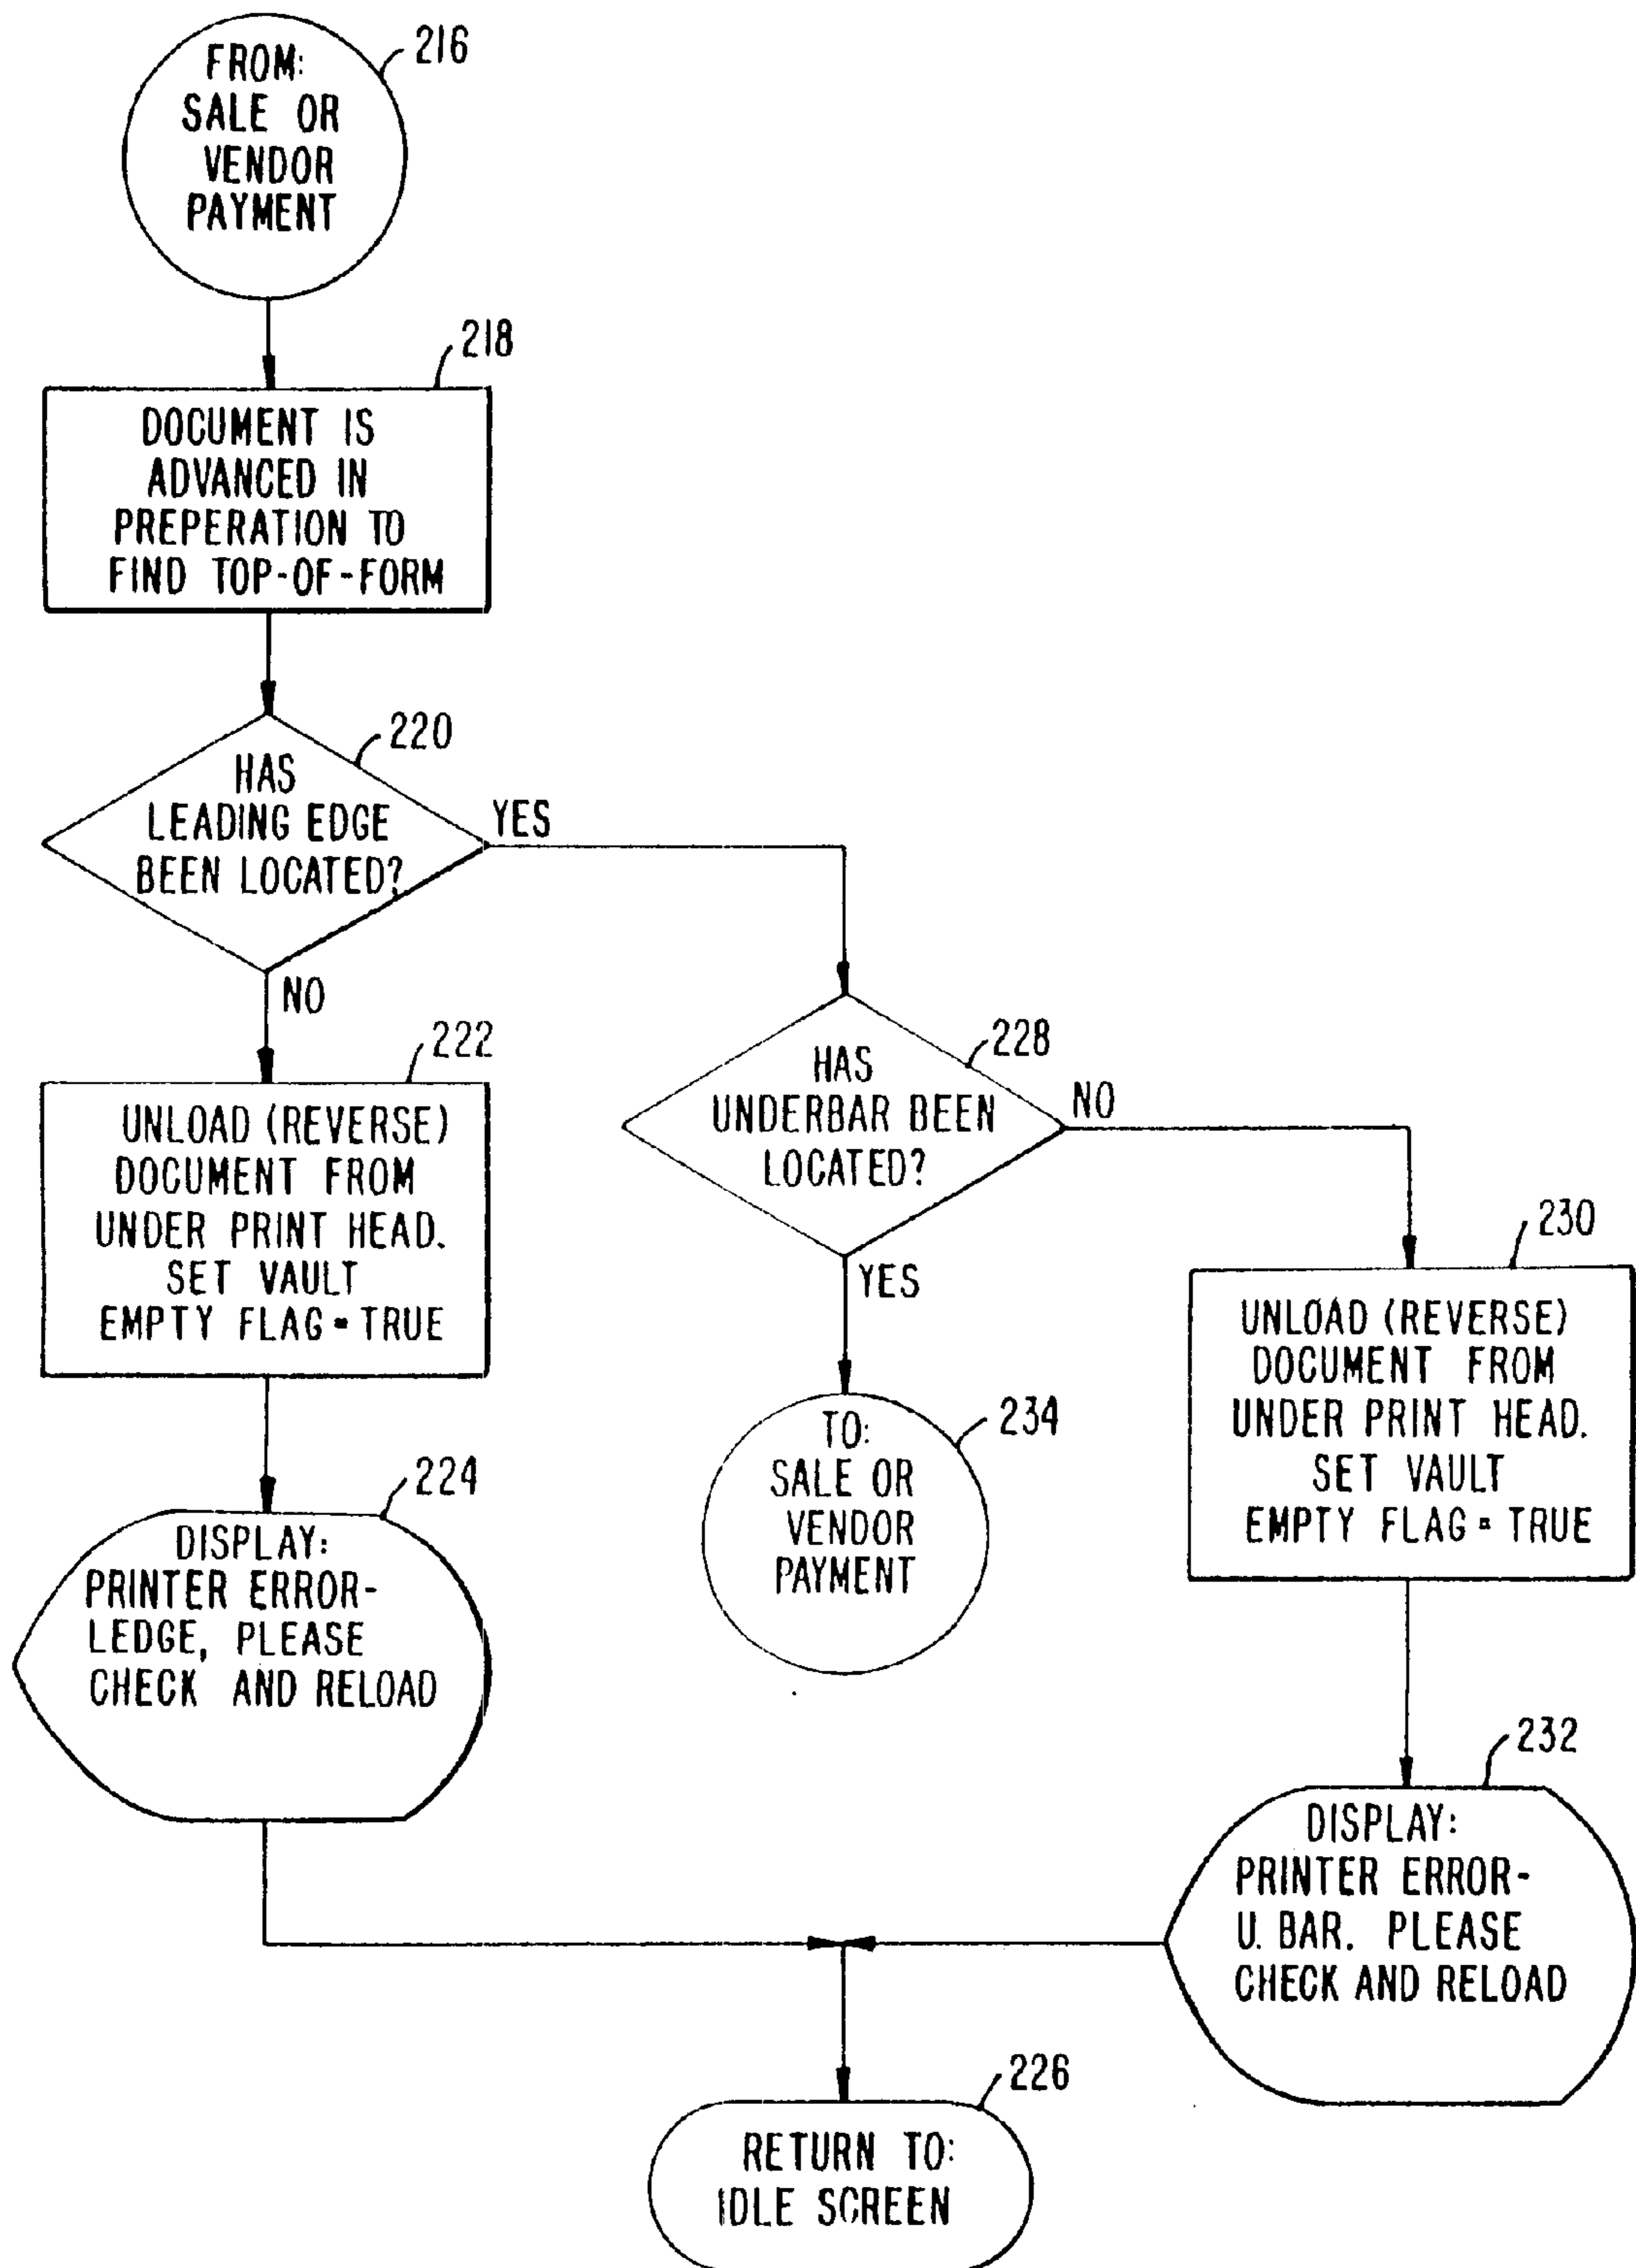 FROM:
SALE OR
VENDOR
PAYMENT
216
218
DOCUMENT IS
ADVANCED IN
PREPERATION TO
FIND TOP-OF-FORM
220
HAS
LEADING EDGE
BEEN LOCATED?
YES
NO
222
UNLOAD (REVERSE)
DOCUMENT FROM
UNDER PRINT HEAD.
SET VAULT
EMPTY FLAG = TRUE
228
HAS
UNDERBAR BEEN
LOCATED?
NO
YES
230
UNLOAD (REVERSE)
DOCUMENT FROM
UNDER PRINT HEAD.
SET VAULT
EMPTY FLAG = TRUE
234
TO:
SALE OR
VENDOR
PAYMENT
224
DISPLAY:
PRINTER ERROR-
LEDGE, PLEASE
CHECK AND RELOAD
232
DISPLAY:
PRINTER ERROR-
U. BAR. PLEASE
CHECK AND RELOAD
226
RETURN TO:
IDLE SCREEN